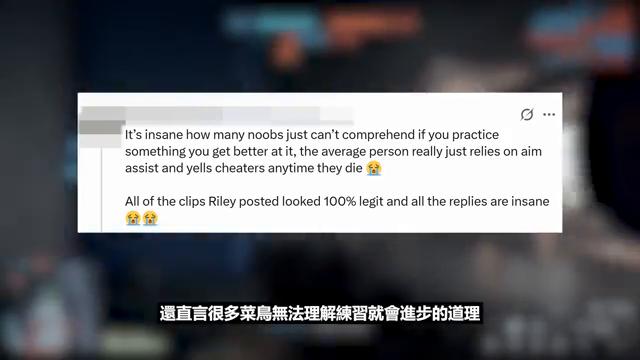 It's insane how many noobs just can't comprehend if you practice
something you get better at it, the average person really just relies on aim
assist and yells cheaters anytime they die 😭
All of the clips Riley posted looked 100% legit and all the replies are insane
😭😭
還直言很多菜鳥無法理解練習就會進步的道理